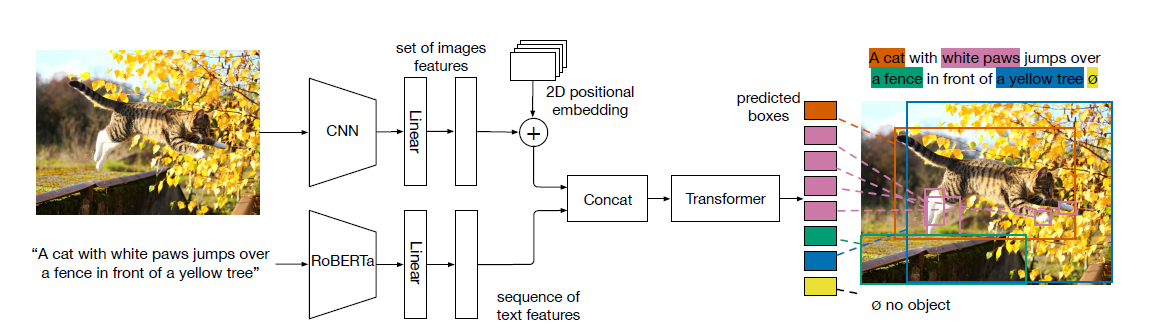 set of images
features
2D positional
embedding
CNN
Linear
+
Concat
Transformer
"A cat with white paws jumps over
a fence in front of a yellow tree"
RoBERTa
Linear
sequence of
text features
predicted
boxes
A cat with white paws jumps over
a fence in front of a yellow tree ∅
∅ no object